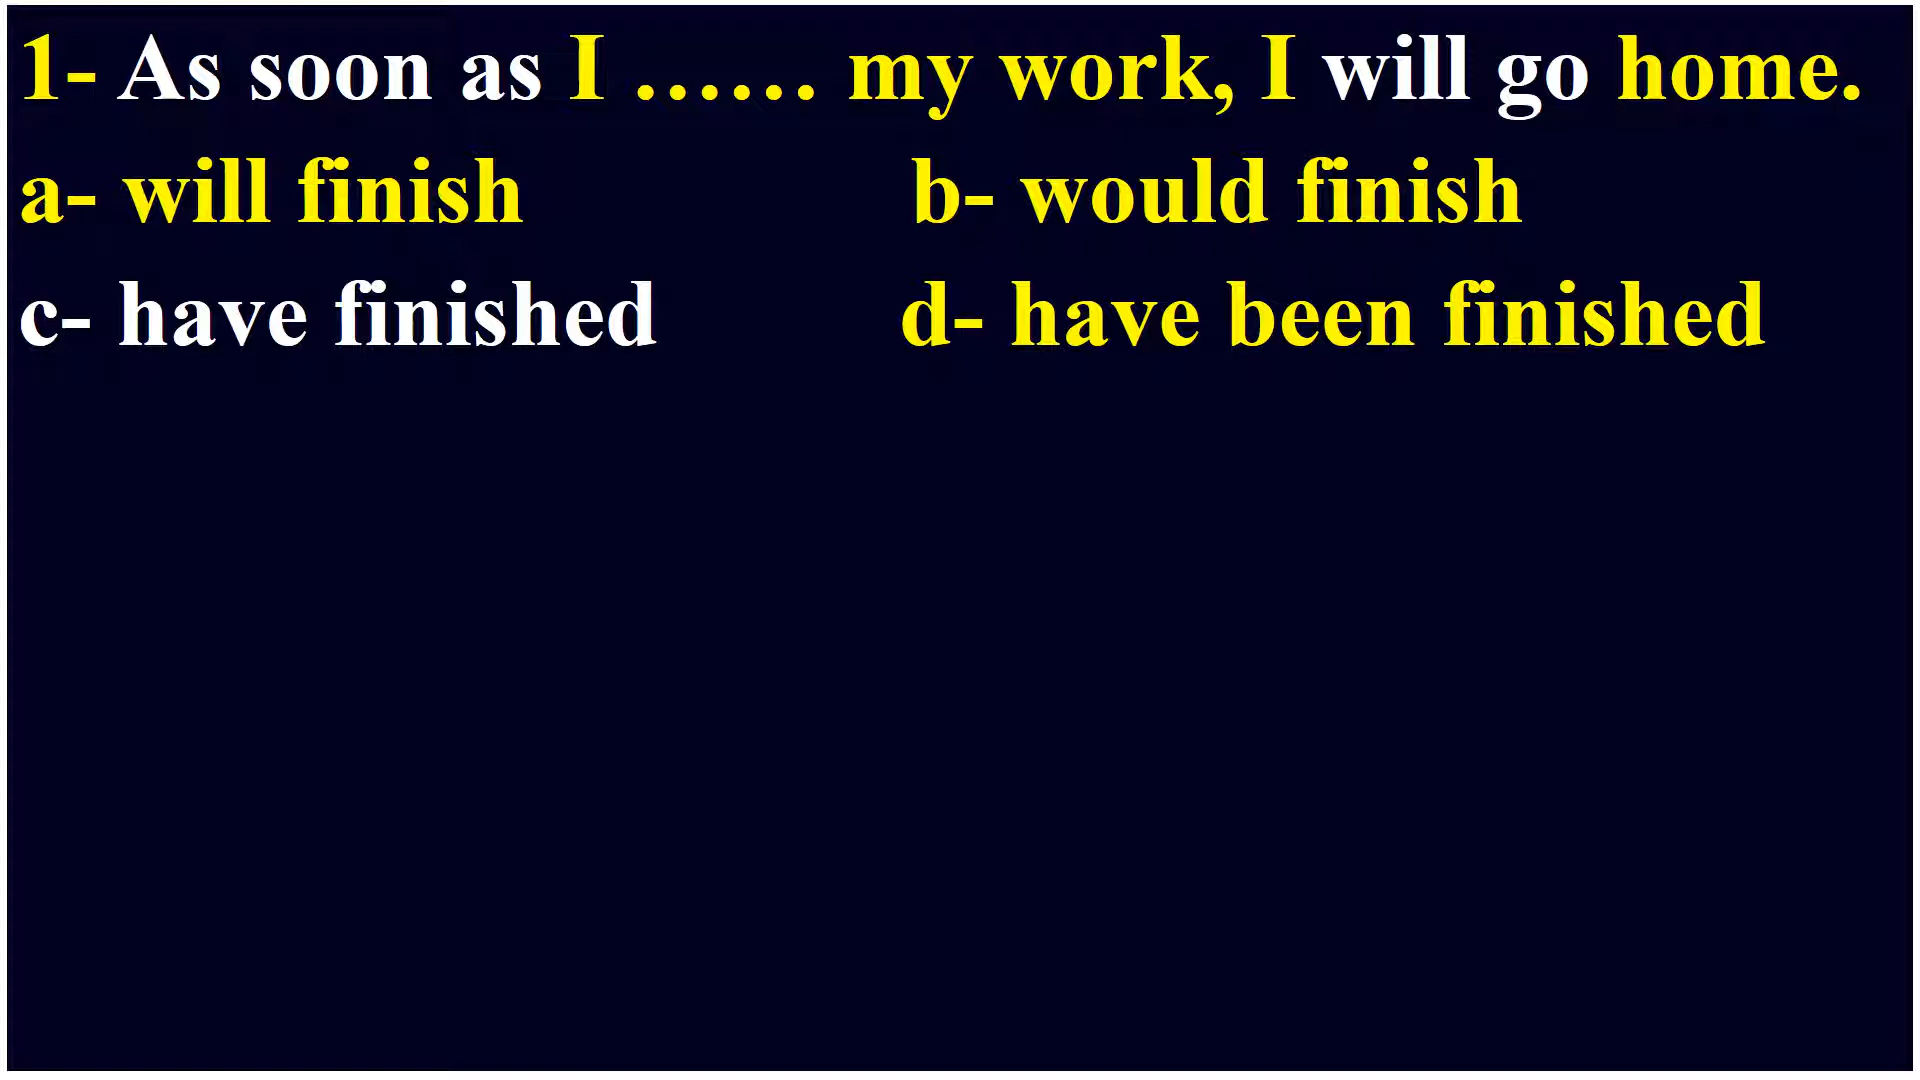 1- As soon as I …… my work, I will go home.
a- will finish b- would finish
c- have finished d- have been finished